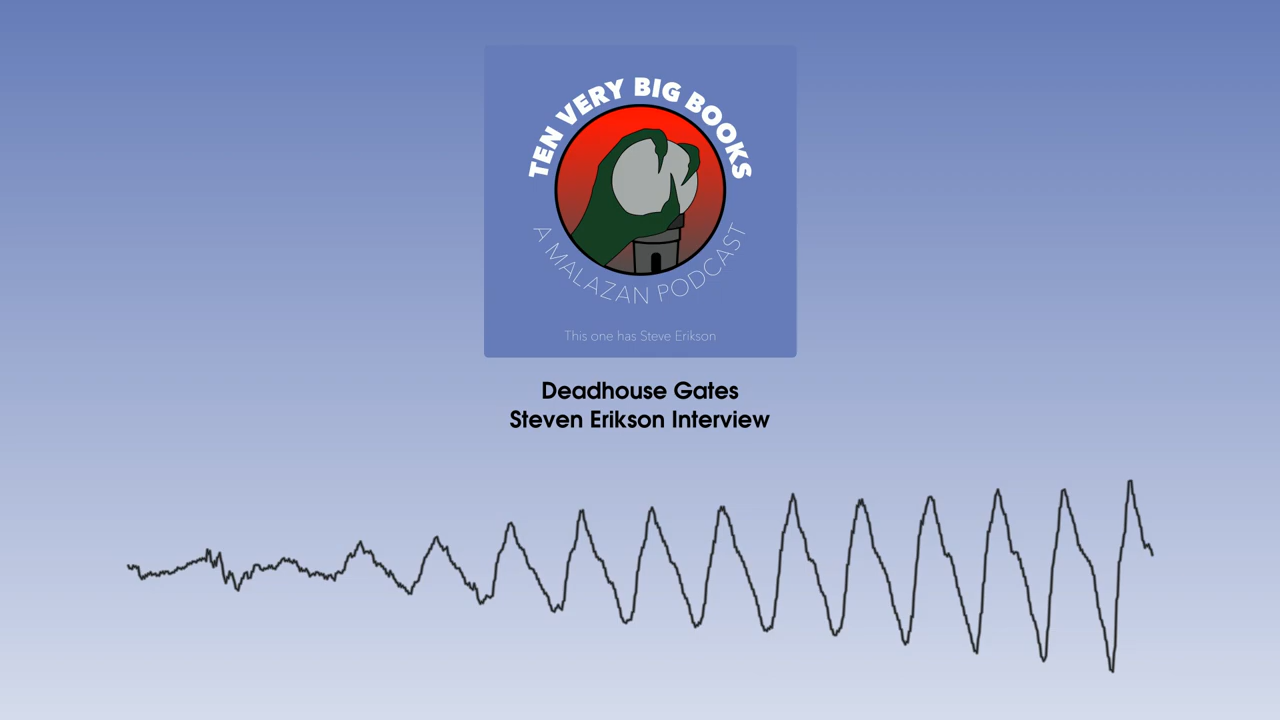 TEN VERY BIG BOOKS
A MALAZAN PODCAST
This one has Steve Erikson
Deadhouse Gates
Steven Erikson Interview